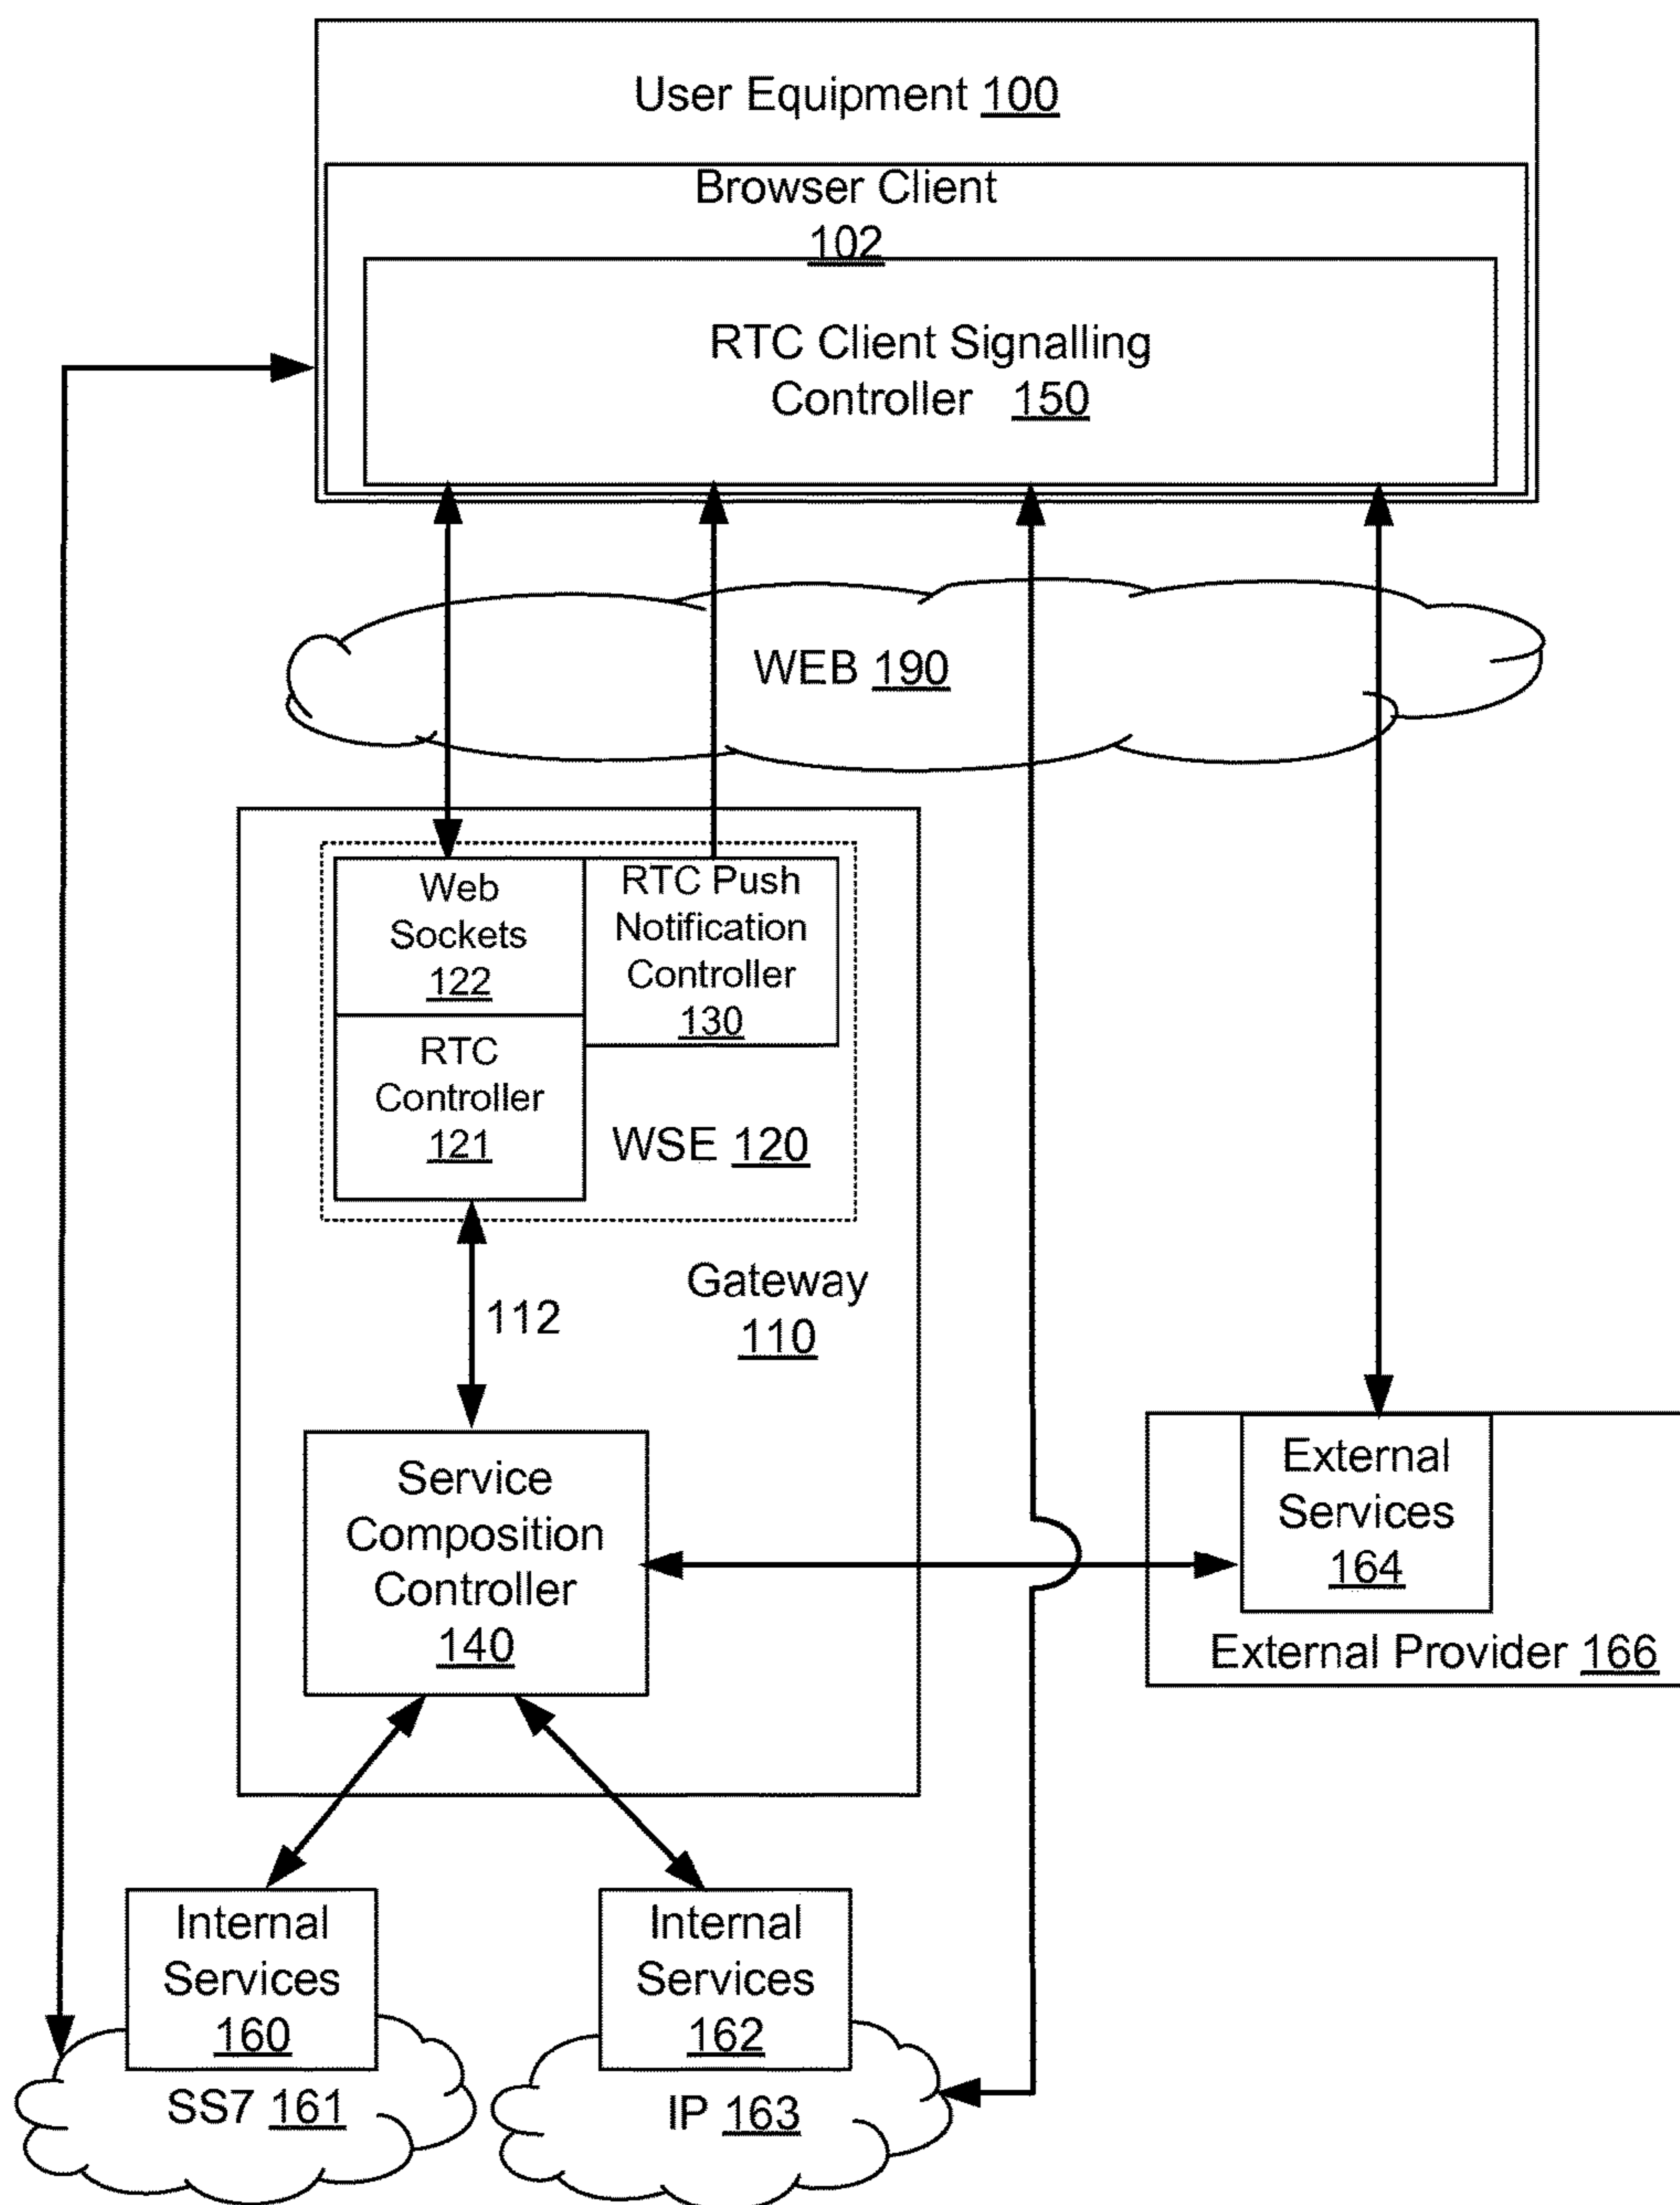 User Equipment 100
Browser Client
102
RTC Client Signalling
Controller 150
WEB 190
Web
Sockets
122
RTC Push
Notification
Controller
130
RTC
Controller
121
WSE 120
Gateway
110
112
Service
Composition
Controller
140
External
Services
164
External Provider 166
Internal
Services
160
SS7 161
Internal
Services
162
IP 163